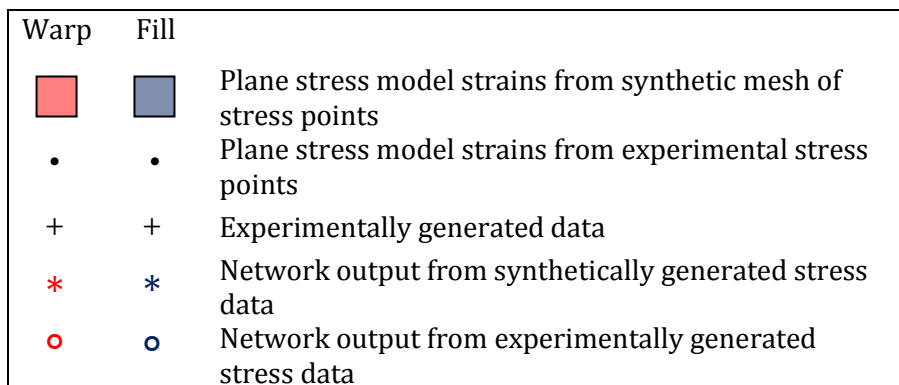 Warp Fill
Plane stress model strains from synthetic mesh of
stress points
• • Plane stress model strains from experimental stress
points
+ + Experimentally generated data
* * Network output from synthetically generated stress
data
o o Network output from experimentally generated
stress data